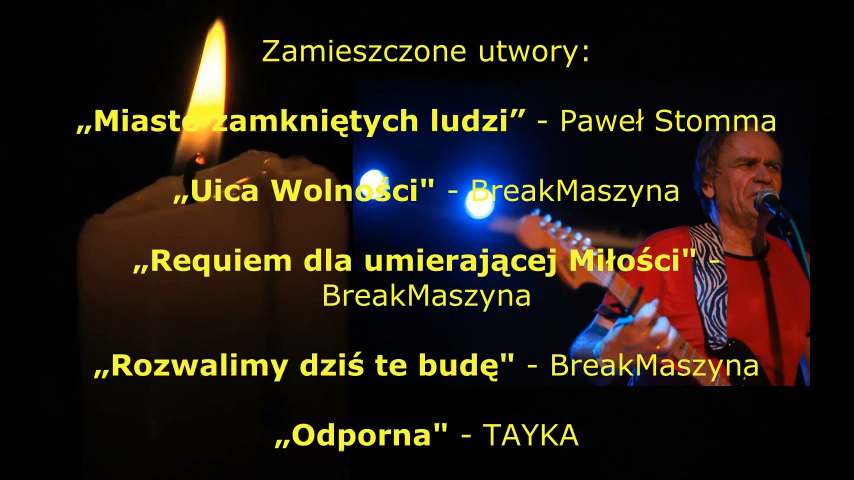 Zamieszczone utwory:
„Miasto zamkniętych ludzi” - Paweł Stomma
„Uica Wolności" - BreakMaszyna
„Requiem dla umierającej Miłości" -
BreakMaszyna
„Rozwalimy dziś te budę" - BreakMaszyna
„Odporna" - TAYKA